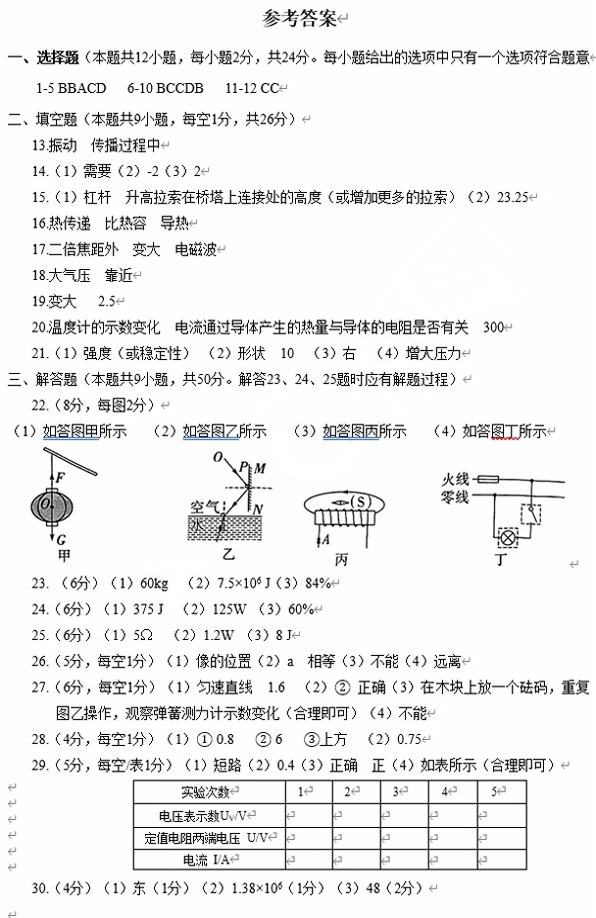 参考答案
一、选择题（本题共12小题，每小题2分，共24分。每小题给出的选项中只有一个选项符合题意
1-5 BBACD 6-10 BCCDB 11-12 CC
二、填空题（本题共9小题，每空1分，共26分）
13.振动 传播过程中
14.（1）需要（2）-2（3）2
15.（1）杠杆 升高拉索在桥塔上连接处的高度（或增加更多的拉索）（2）23.25
16.热传递 比热容 导热
17.二倍焦距外 变大 电磁波
18.大气压 靠近
19.变大 2.5
20.温度计的示数变化 电流通过导体产生的热量与导体的电阻是否有关 300
21.（1）强度（或稳定性）（2）形状 10 （3）右 （4）增大压力
三、解答题（本题共9小题，共50分。解答23、24、25题时应有解题过程）
22.（8分，每图2分）
（1）如答图甲所示 （2）如答图乙所示 （3）如答图丙所示 （4）如答图丁所示
F
O
G
甲
O P M
空气
水
N
乙
(S)
A
丙
火线
零线
丁
23.（6分）（1）60kg （2）7.5×10⁶ J（3）84%
24.（6分）（1）375 J （2）125W （3）60%
25.（6分）（1）5Ω （2）1.2W （3）8 J
26.（5分，每空1分）（1）像的位置（2）a 相等（3）不能（4）远离
27.（6分，每空1分）（1）匀速直线 1.6 （2）② 正确（3）在木块上放一个砝码，重复
图乙操作，观察弹簧测力计示数变化（合理即可）（4）不能
28.（4分，每空1分）（1）① 0.8 ② 6 ③上方 （2）0.75
29.（5分，每空/表1分）（1）短路（2）0.4（3）正确 正（4）如表所示（合理即可）
实验次数 1 2 3 4 5
电压表示数Uv/V
定值电阻两端电压 U/V
电流 I/A
30.（4分）（1）东（1分）（2）1.38×10⁶（1分）（3）48（2分）